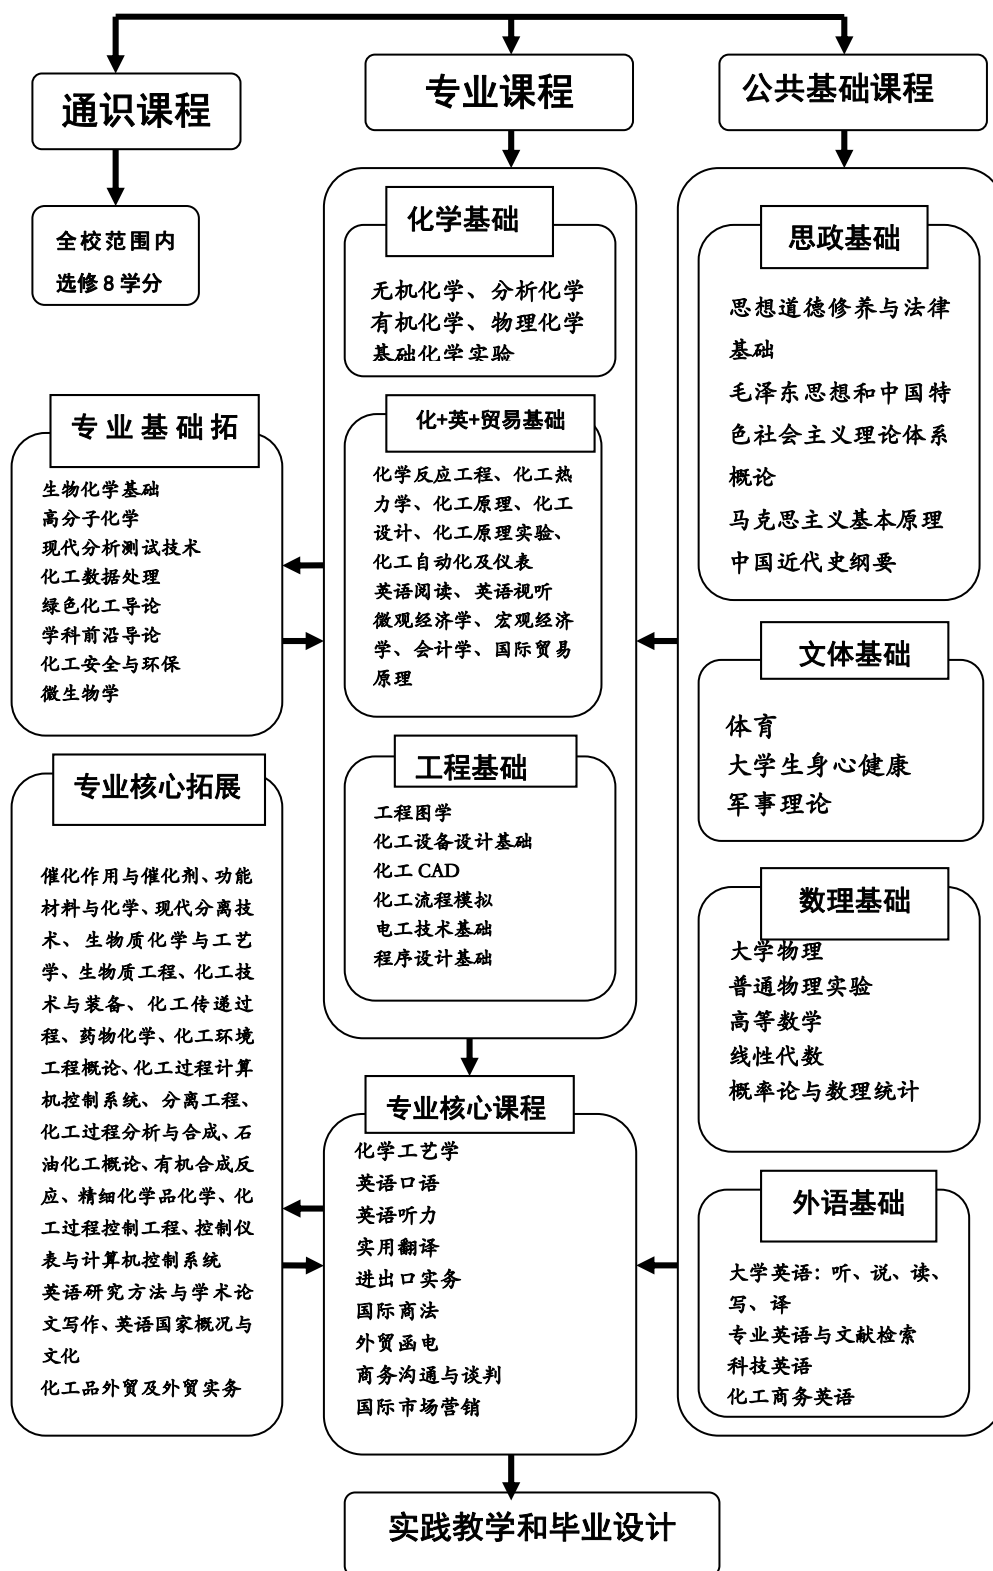 通识课程
专业课程
公共基础课程
全校范围内
选修 8 学分
化学基础
无机化学、分析化学
有机化学、物理化学
基础化学实验
思政基础
思想道德修养与法律
基础
毛泽东思想和中国特
色社会主义理论体系
概论
马克思主义基本原理
中国近代史纲要
专业基础拓
生物化学基础
高分子化学
现代分析测试技术
化工数据处理
绿色化工导论
学科前沿导论
化工安全与环保
微生物学
化+英+贸易基础
化学反应工程、化工热
力学、化工原理、化工
设计、化工原理实验、
化工自动化及仪表
英语阅读、英语视听
微观经济学、宏观经济
学、会计学、国际贸易
原理
文体基础
体育
大学生身心健康
军事理论
专业核心拓展
催化作用与催化剂、功能
材料与化学、现代分离技
术、生物质化学与工艺
学、生物质工程、化工技
术与装备、化工传递过
程、药物化学、化工环境
工程概论、化工过程计算
机控制系统、分离工程、
化工过程分析与合成、石
油化工概论、有机合成反
应、精细化学品化学、化
工过程控制工程、控制仪
表与计算机控制系统
英语研究方法与学术论
文写作、英语国家概况与
文化
化工品外贸及外贸实务
工程基础
工程图学
化工设备设计基础
化工 CAD
化工流程模拟
电工技术基础
程序设计基础
数理基础
大学物理
普通物理实验
高等数学
线性代数
概率论与数理统计
专业核心课程
化学工艺学
英语口语
英语听力
实用翻译
进出口实务
国际商法
外贸函电
商务沟通与谈判
国际市场营销
外语基础
大学英语：听、说、读、
写、译
专业英语与文献检索
科技英语
化工商务英语
实践教学和毕业设计